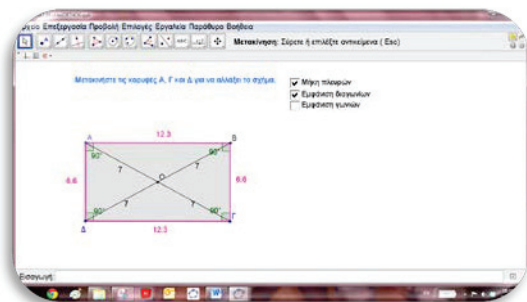 Αρχείο Επεξεργασία Προβολή Επιλογές Εργαλεία Παράθυρο Βοήθεια
Μετακίνηση: Σύρετε ή επιλέξτε αντικείμενα ( Esc)
Μετακινήστε τις κορυφές Α, Γ και Δ για να αλλάξει το σχήμα.
Μήκη πλευρών
Εμφάνιση διαγωνίων
Εμφάνιση γωνιών
Α 12.3 Β
90° 90°
7 7
6.6 Ο 6.6
7 7
90° 90°
Δ 12.3 Γ
Εισαγωγή: